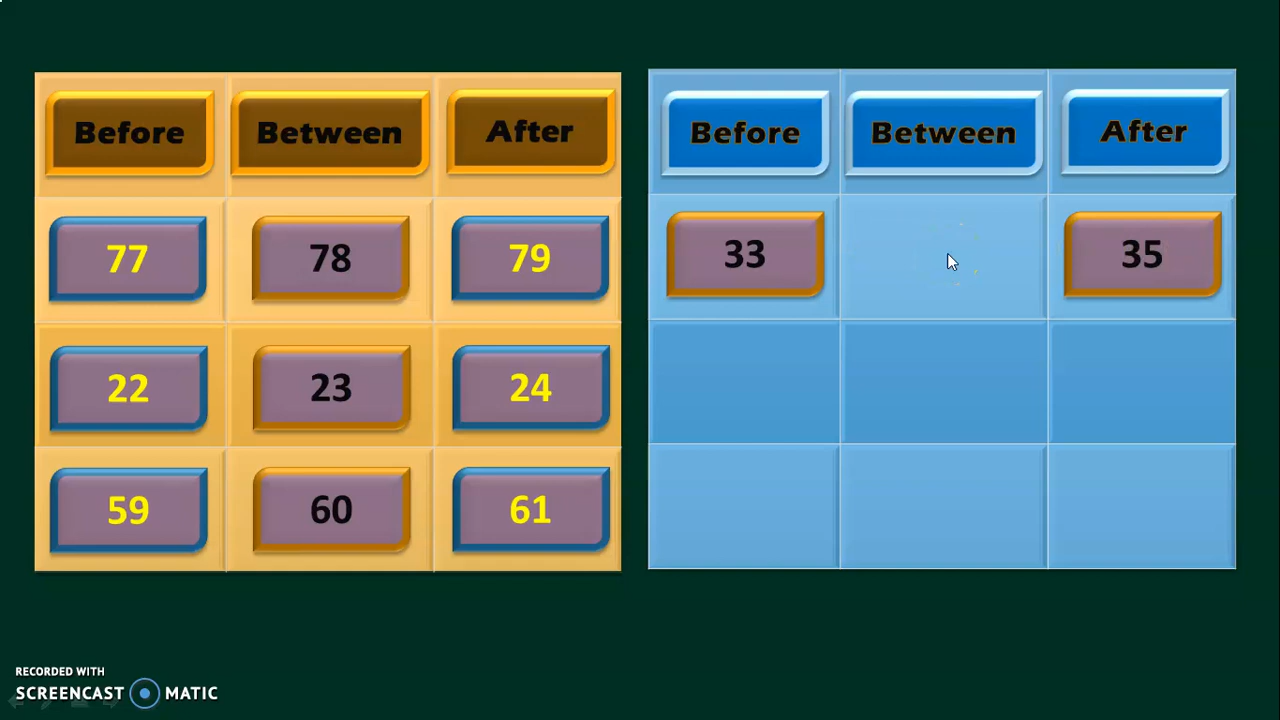 Before Between After
77 78 79
22 23 24
59 60 61
Before Between After
33 35
RECORDED WITH
SCREENCAST MATIC